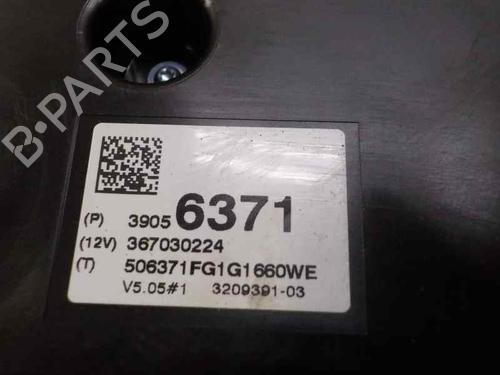 B-PARTS
(P) 3905 6371
(12V) 367030224
(T) 506371FG1G1660WE
V5.05#1 3209391-03